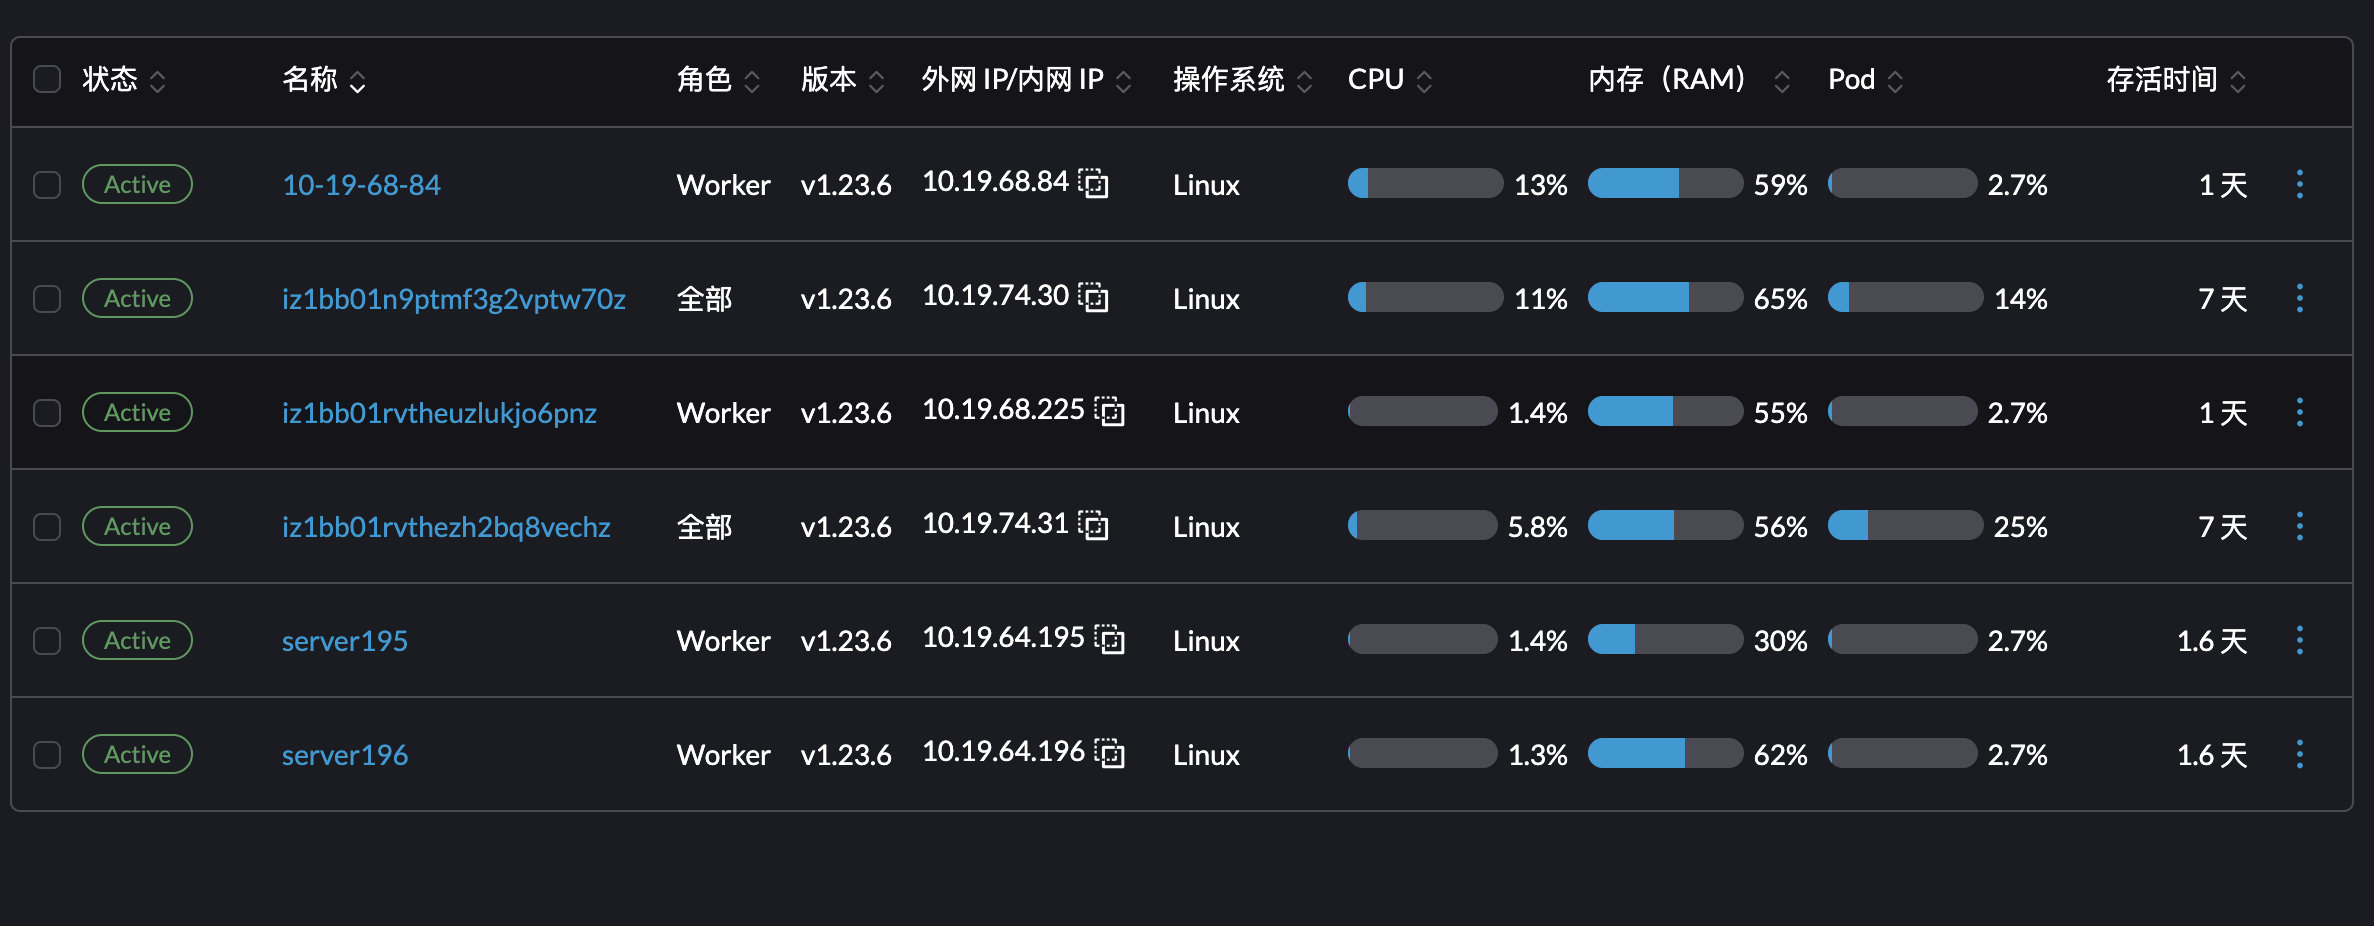 状态 名称 角色 版本 外网 IP/内网 IP 操作系统 CPU 内存（RAM） Pod 存活时间
Active 10-19-68-84 Worker v1.23.6 10.19.68.84 Linux 13% 59% 2.7% 1 天
Active iz1bb01n9ptmf3g2vptw70z 全部 v1.23.6 10.19.74.30 Linux 11% 65% 14% 7 天
Active iz1bb01rvtheuzlukjo6pnz Worker v1.23.6 10.19.68.225 Linux 1.4% 55% 2.7% 1 天
Active iz1bb01rvthezh2bq8vechz 全部 v1.23.6 10.19.74.31 Linux 5.8% 56% 25% 7 天
Active server195 Worker v1.23.6 10.19.64.195 Linux 1.4% 30% 2.7% 1.6 天
Active server196 Worker v1.23.6 10.19.64.196 Linux 1.3% 62% 2.7% 1.6 天